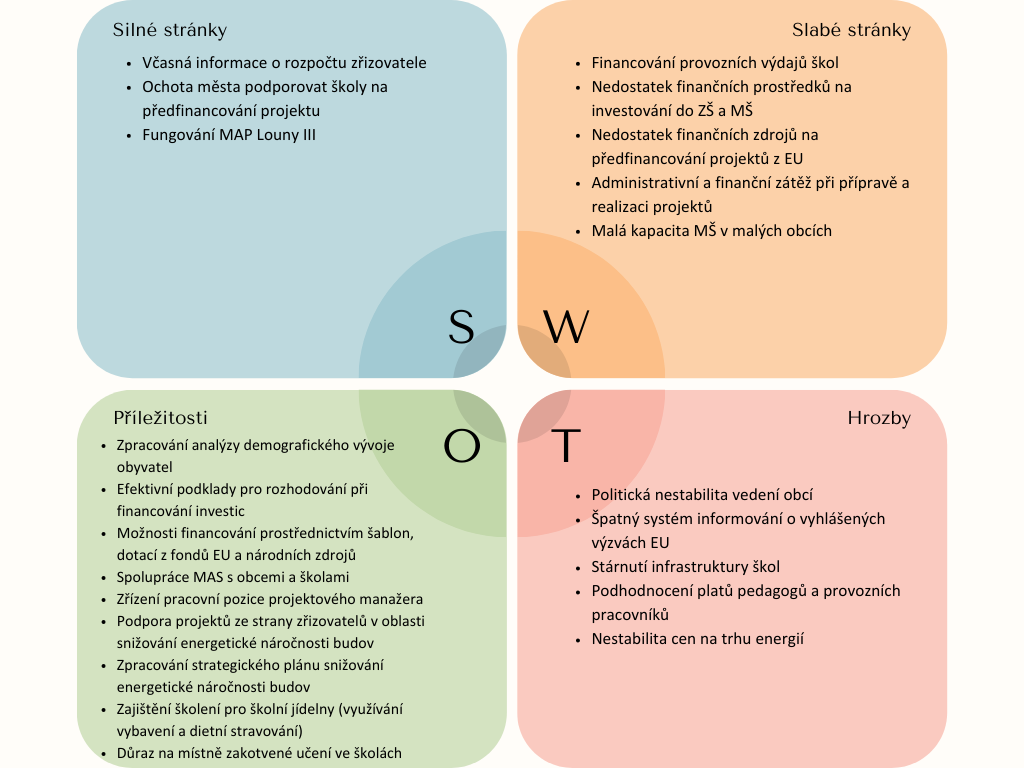 Silné stránky
• Včasná informace o rozpočtu zřizovatele
• Ochota města podporovat školy na
předfinancování projektu
• Fungování MAP Louny III
S
Slabé stránky
• Financování provozních výdajů škol
• Nedostatek finančních prostředků na
investování do ZŠ a MŠ
• Nedostatek finančních zdrojů na
předfinancování projektů z EU
• Administrativní a finanční zátěž při přípravě a
realizaci projektů
• Malá kapacita MŠ v malých obcích
W
Příležitosti
• Zpracování analýzy demografického vývoje
obyvatel
• Efektivní podklady pro rozhodování při
financování investic
• Možnosti financování prostřednictvím šablon,
dotací z fondů EU a národních zdrojů
• Spolupráce MAS s obcemi a školami
• Zřízení pracovní pozice projektového manažera
• Podpora projektů ze strany zřizovatelů v oblasti
snižování energetické náročnosti budov
• Zpracování strategického plánu snižování
energetické náročnosti budov
• Zajištění školení pro školní jídelny (využívání
vybavení a dietní stravování)
• Důraz na místně zakotvené učení ve školách
O
Hrozby
T
• Politická nestabilita vedení obcí
• Špatný systém informování o vyhlášených
výzvách EU
• Stárnutí infrastruktury škol
• Podhodnocení platů pedagogů a provozních
pracovníků
• Nestabilita cen na trhu energií